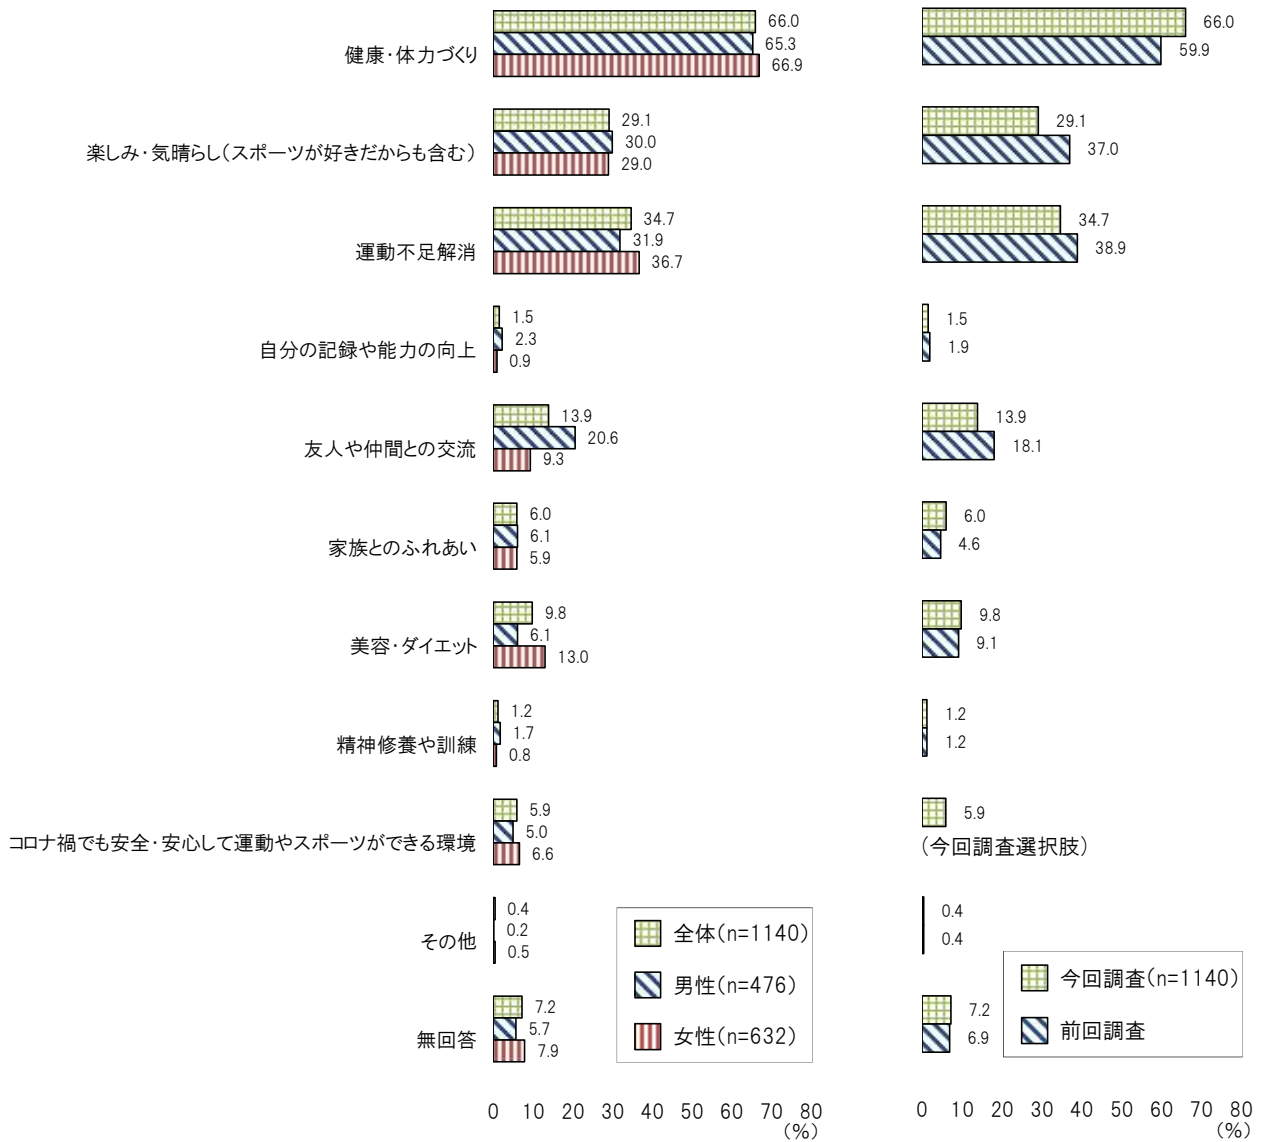 健康・体力づくり
66.0
65.3
66.9
66.0
59.9
楽しみ・気晴らし（スポーツが好きだからも含む）
29.1
30.0
29.0
29.1
37.0
運動不足解消
34.7
31.9
36.7
34.7
38.9
自分の記録や能力の向上
1.5
2.3
0.9
1.5
1.9
友人や仲間との交流
13.9
20.6
9.3
13.9
18.1
家族とのふれあい
6.0
6.1
5.9
6.0
4.6
美容・ダイエット
9.8
6.1
13.0
9.8
9.1
精神修養や訓練
1.2
1.7
0.8
1.2
1.2
コロナ禍でも安全・安心して運動やスポーツができる環境
5.9
5.0
6.6
5.9
（今回調査選択肢）
その他
0.4
0.2
0.5
0.4
0.4
無回答
7.2
5.7
7.9
7.2
6.9
全体（n=1140）
男性（n=476）
女性（n=632）
今回調査（n=1140）
前回調査
0 10 20 30 40 50 60 70 80
（％）
0 10 20 30 40 50 60 70 80
（％）